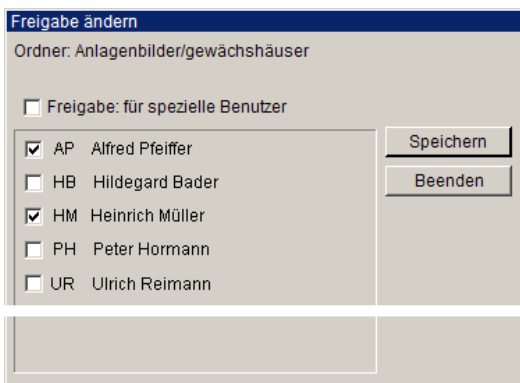 Freigabe ändern
Ordner: Anlagenbilder/gewächshäuser
Freigabe: für spezielle Benutzer
AP Alfred Pfeiffer
HB Hildegard Bader
HM Heinrich Müller
PH Peter Hormann
UR Ulrich Reimann
Speichern
Beenden